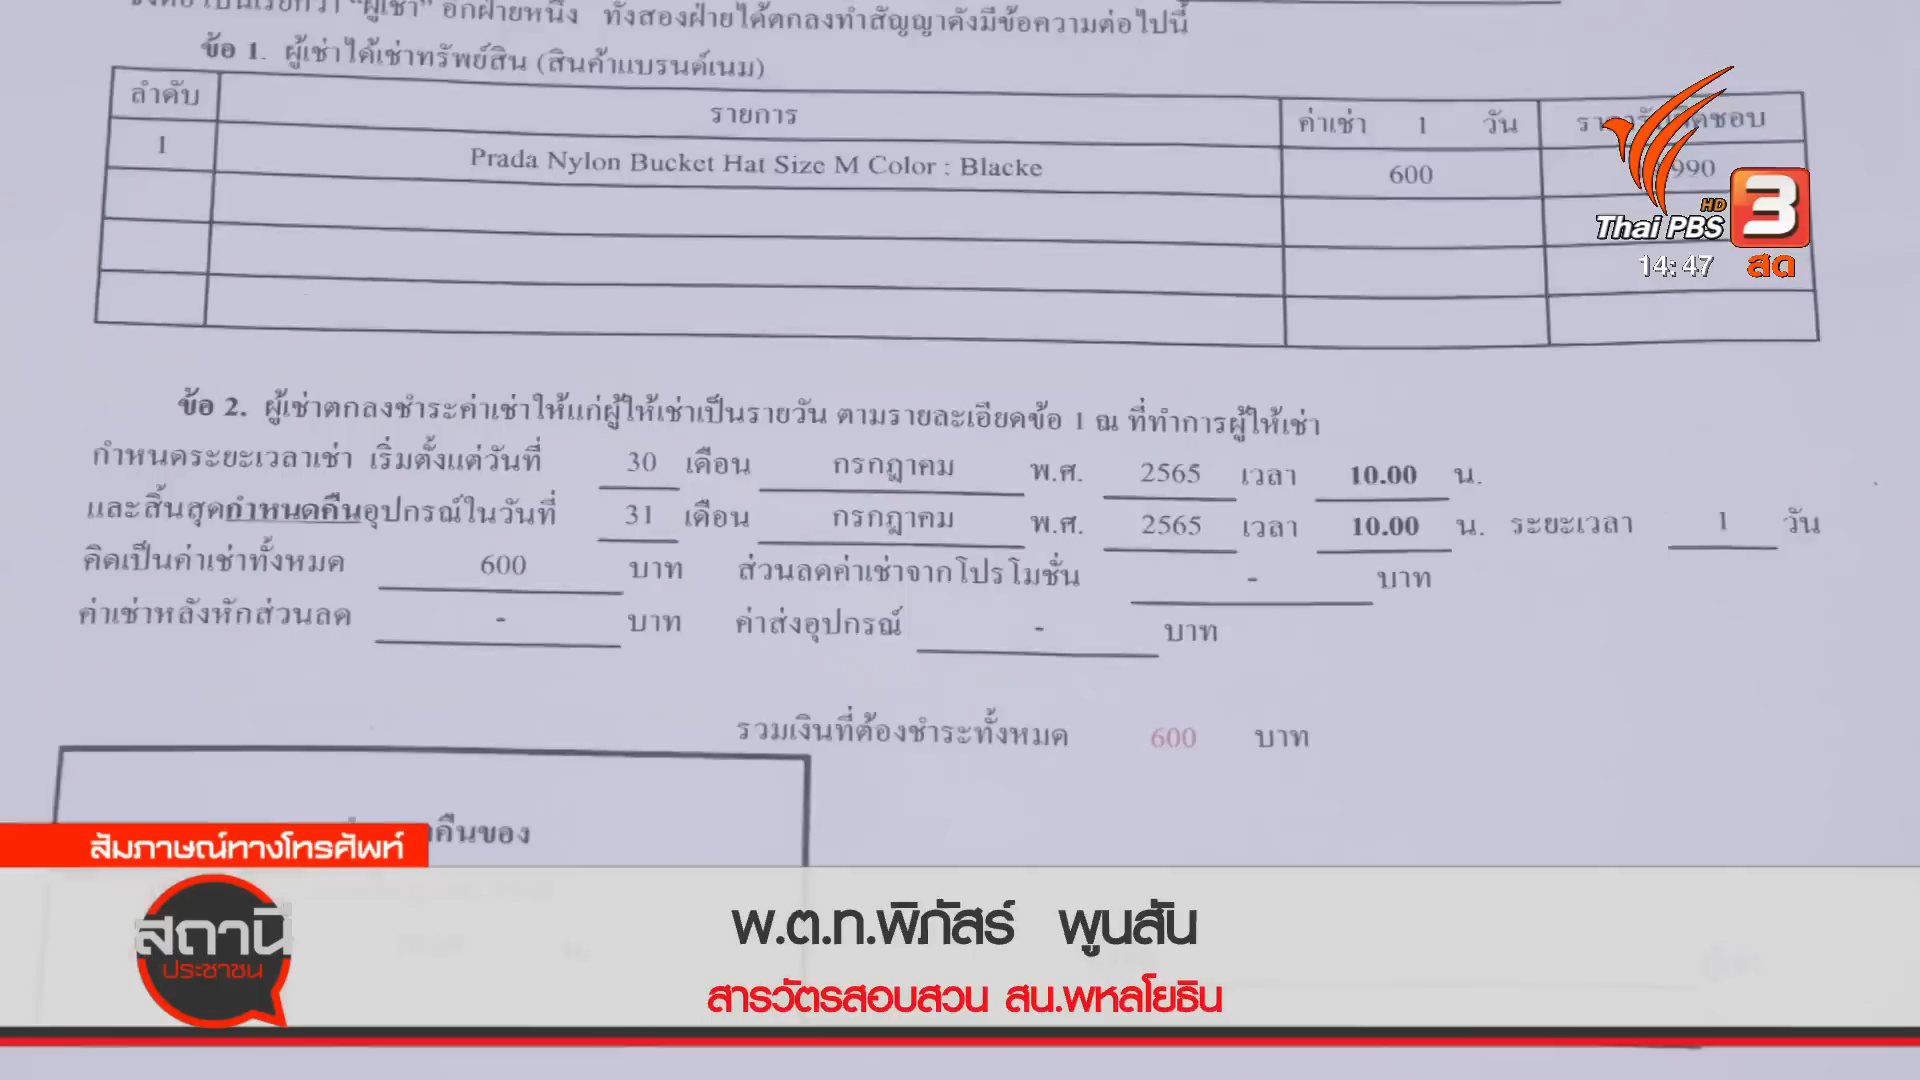 “ผู้เช่า” อีกฝ่ายหนึ่ง ทั้งสองฝ่ายได้ตกลงทำสัญญาดังมีข้อความต่อไปนี้
ข้อ 1. ผู้เช่าได้เช่าทรัพย์สิน (สินค้าแบรนด์เนม)
ลำดับ รายการ ค่าเช่า 1 วัน
1 Prada Nylon Bucket Hat Size M Color : Blacke 600 990
HD
Thai PBS 3
14:47 สด
ข้อ 2. ผู้เช่าตกลงชำระค่าเช่าให้แก่ผู้ให้เช่าเป็นรายวัน ตามรายละเอียดข้อ 1 ณ ที่ทำการผู้ให้เช่า
กำหนดระยะเวลาเช่า เริ่มตั้งแต่วันที่ 30 เดือน กรกฎาคม พ.ศ. 2565 เวลา 10.00 น.
และสิ้นสุดกำหนดคืนอุปกรณ์ในวันที่ 31 เดือน กรกฎาคม พ.ศ. 2565 เวลา 10.00 น. ระยะเวลา 1 วัน
คิดเป็นค่าเช่าทั้งหมด 600 บาท ส่วนลดค่าเช่าจากโปรโมชั่น - บาท
ค่าเช่าหลังหักส่วนลด - บาท ค่าส่งอุปกรณ์ - บาท
รวมเงินที่ต้องชำระทั้งหมด 600 บาท
คืนของ
สัมภาษณ์ทางโทรศัพท์
สถานี
ประชาชน
พ.ต.ท.พิภัสร์ พูนสัน
สารวัตรสอบสวน สน.พหลโยธิน